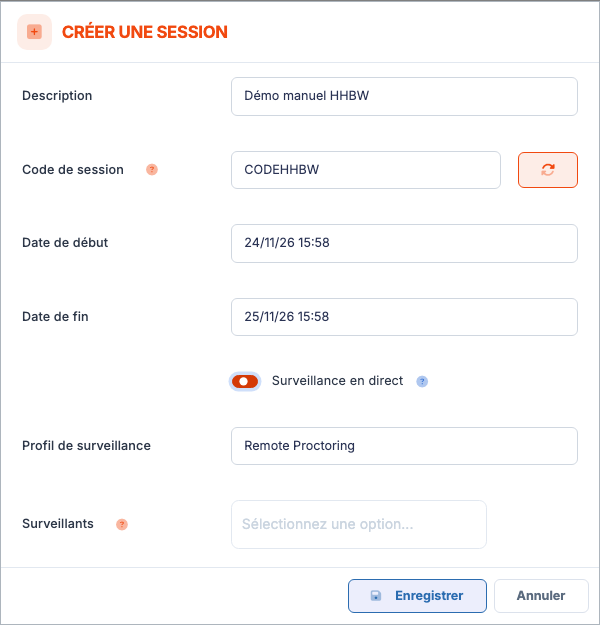 CRÉER UNE SESSION
Description
Démo manuel HHBW
Code de session ?
CODEHHBW
Date de début
24/11/26 15:58
Date de fin
25/11/26 15:58
Surveillance en direct ?
Profil de surveillance
Remote Proctoring
Surveillants ?
Sélectionnez une option...
Enregistrer
Annuler